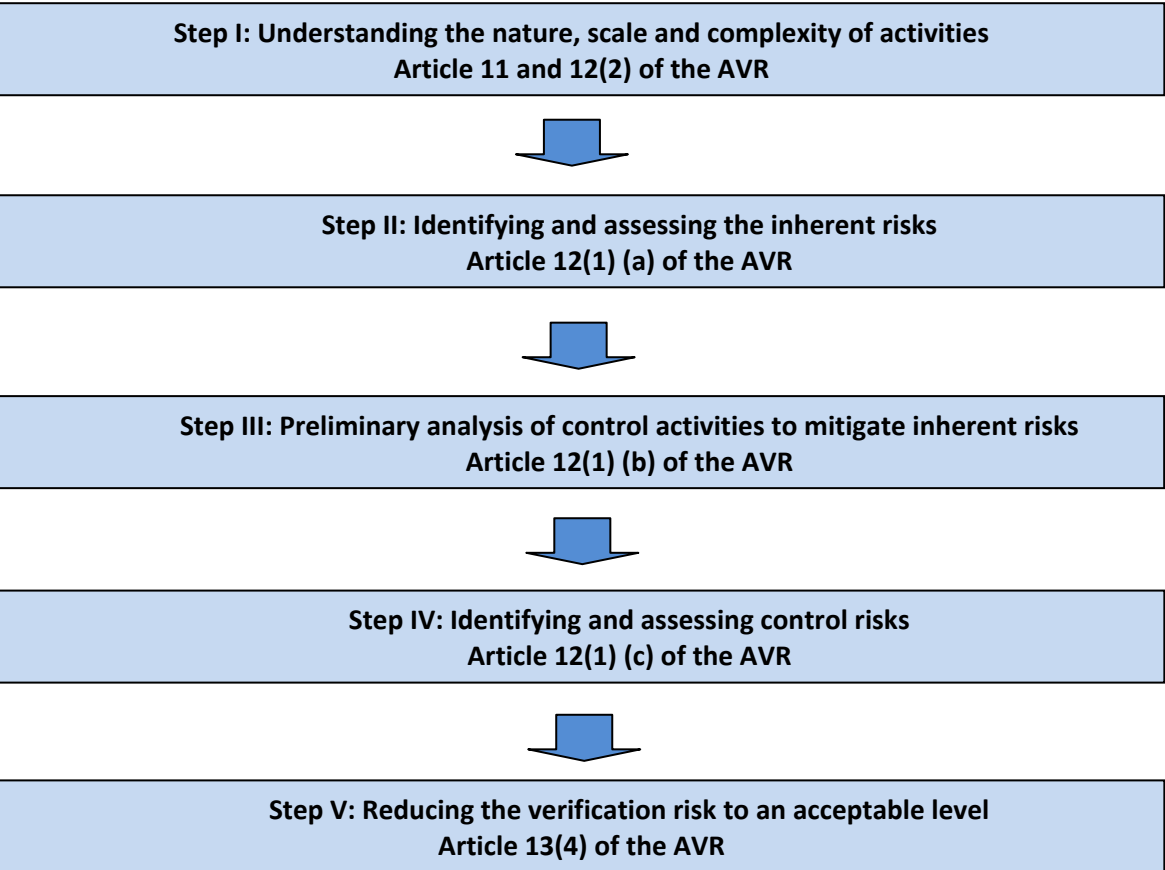 Step I: Understanding the nature, scale and complexity of activities
Article 11 and 12(2) of the AVR
Step II: Identifying and assessing the inherent risks
Article 12(1) (a) of the AVR
Step III: Preliminary analysis of control activities to mitigate inherent risks
Article 12(1) (b) of the AVR
Step IV: Identifying and assessing control risks
Article 12(1) (c) of the AVR
Step V: Reducing the verification risk to an acceptable level
Article 13(4) of the AVR